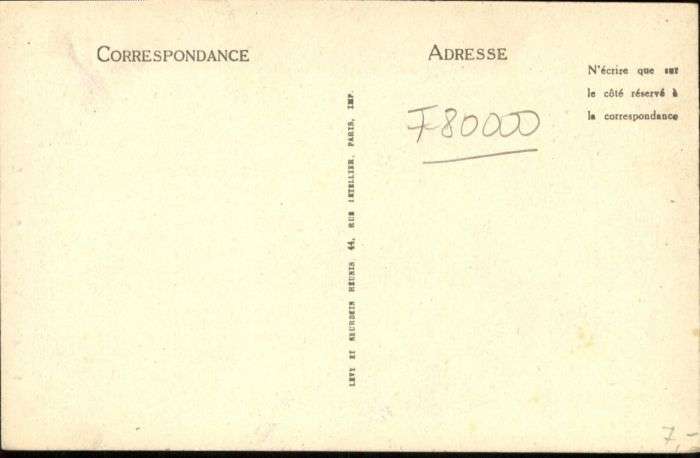 CORRESPONDANCE
ADRESSE
N'écrire que sur
le côté réservé à
la correspondance
F80000
LEVY ET NEURDEIN REUNIS, 44, RUE LETELLIER, PARIS, IMP.
7,-